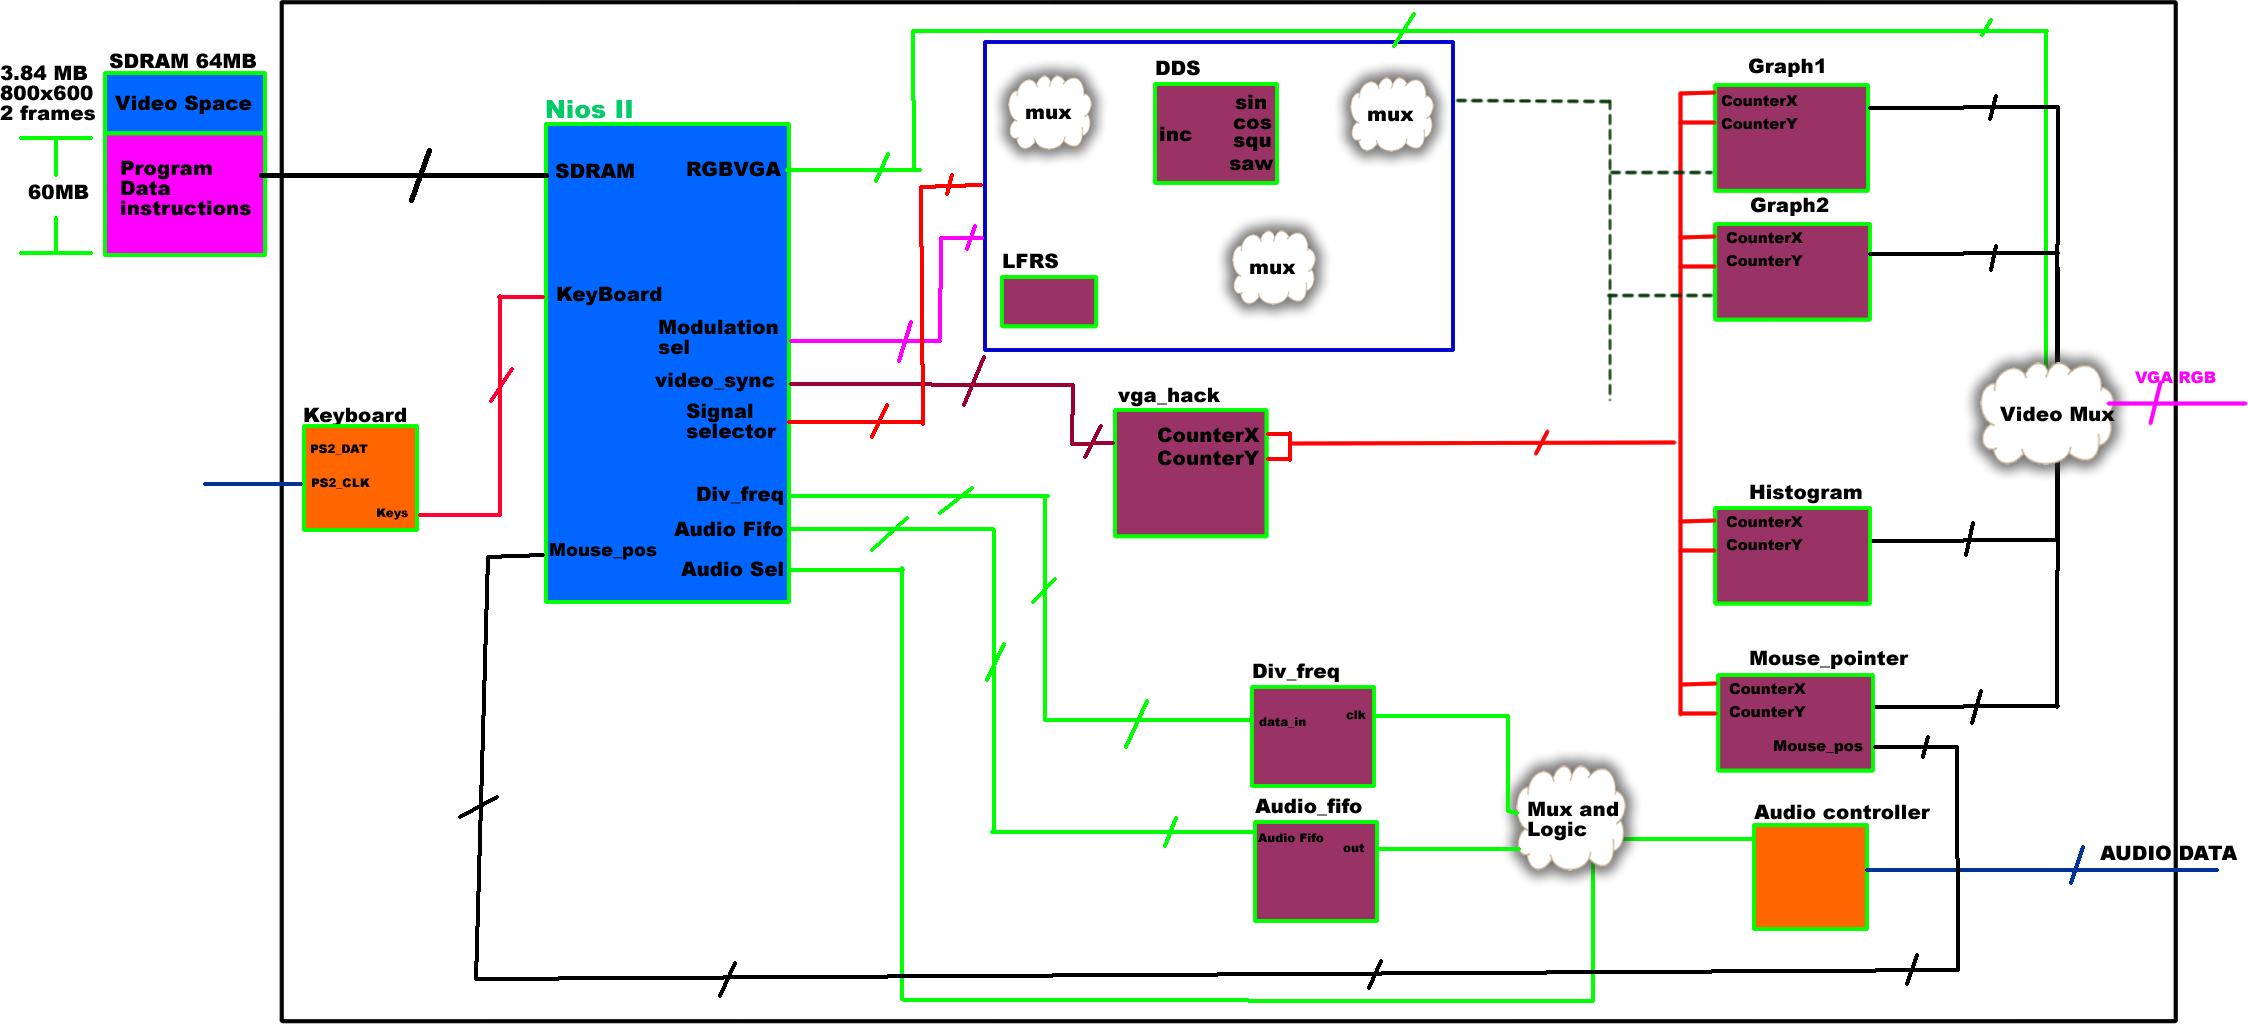 SDRAM 64MB
3.84 MB
800x600
2 frames
Video Space
60MB
Program
Data
instructions
Nios II
SDRAM
RGBVGA
KeyBoard
Modulation
sel
video_sync
Signal
selector
Div_freq
Audio Fifo
Mouse_pos
Audio Sel
Keyboard
PS2_DAT
PS2_CLK
Keys
mux
DDS
inc
sin
cos
squ
saw
mux
LFRS
mux
vga_hack
CounterX
CounterY
Graph1
CounterX
CounterY
Graph2
CounterX
CounterY
VGA RGB
Video Mux
Histogram
CounterX
CounterY
Mouse_pointer
CounterX
CounterY
Mouse_pos
Div_freq
data_in
clk
Audio_fifo
Audio Fifo
out
Mux and
Logic
Audio controller
AUDIO DATA